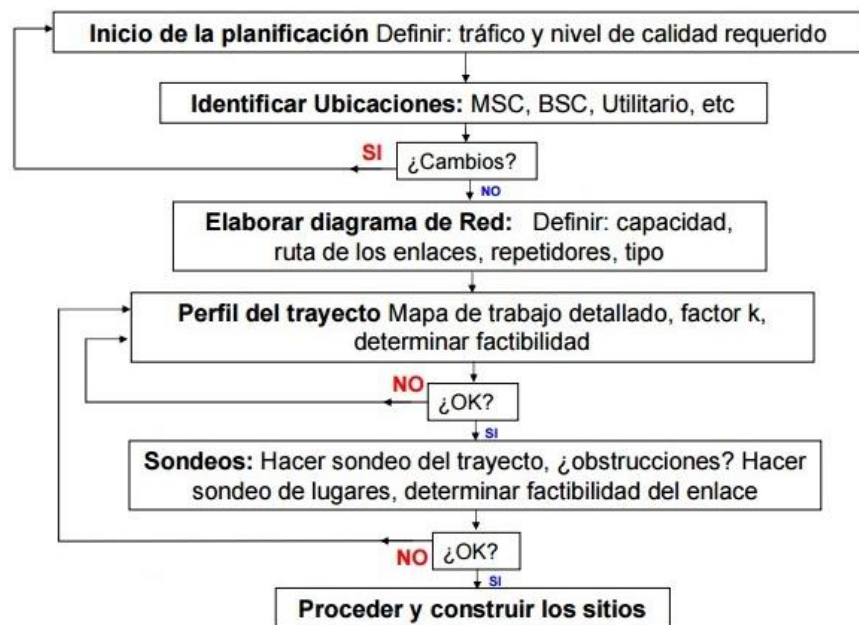 Inicio de la planificación Definir: tráfico y nivel de calidad requerido
Identificar Ubicaciones: MSC, BSC, Utilitario, etc
SI
¿Cambios?
NO
Elaborar diagrama de Red: Definir: capacidad,
ruta de los enlaces, repetidores, tipo
Perfil del trayecto Mapa de trabajo detallado, factor k,
determinar factibilidad
NO
¿OK?
SI
Sondeos: Hacer sondeo del trayecto, ¿obstrucciones? Hacer
sondeo de lugares, determinar factibilidad del enlace
NO
¿OK?
SI
Proceder y construir los sitios